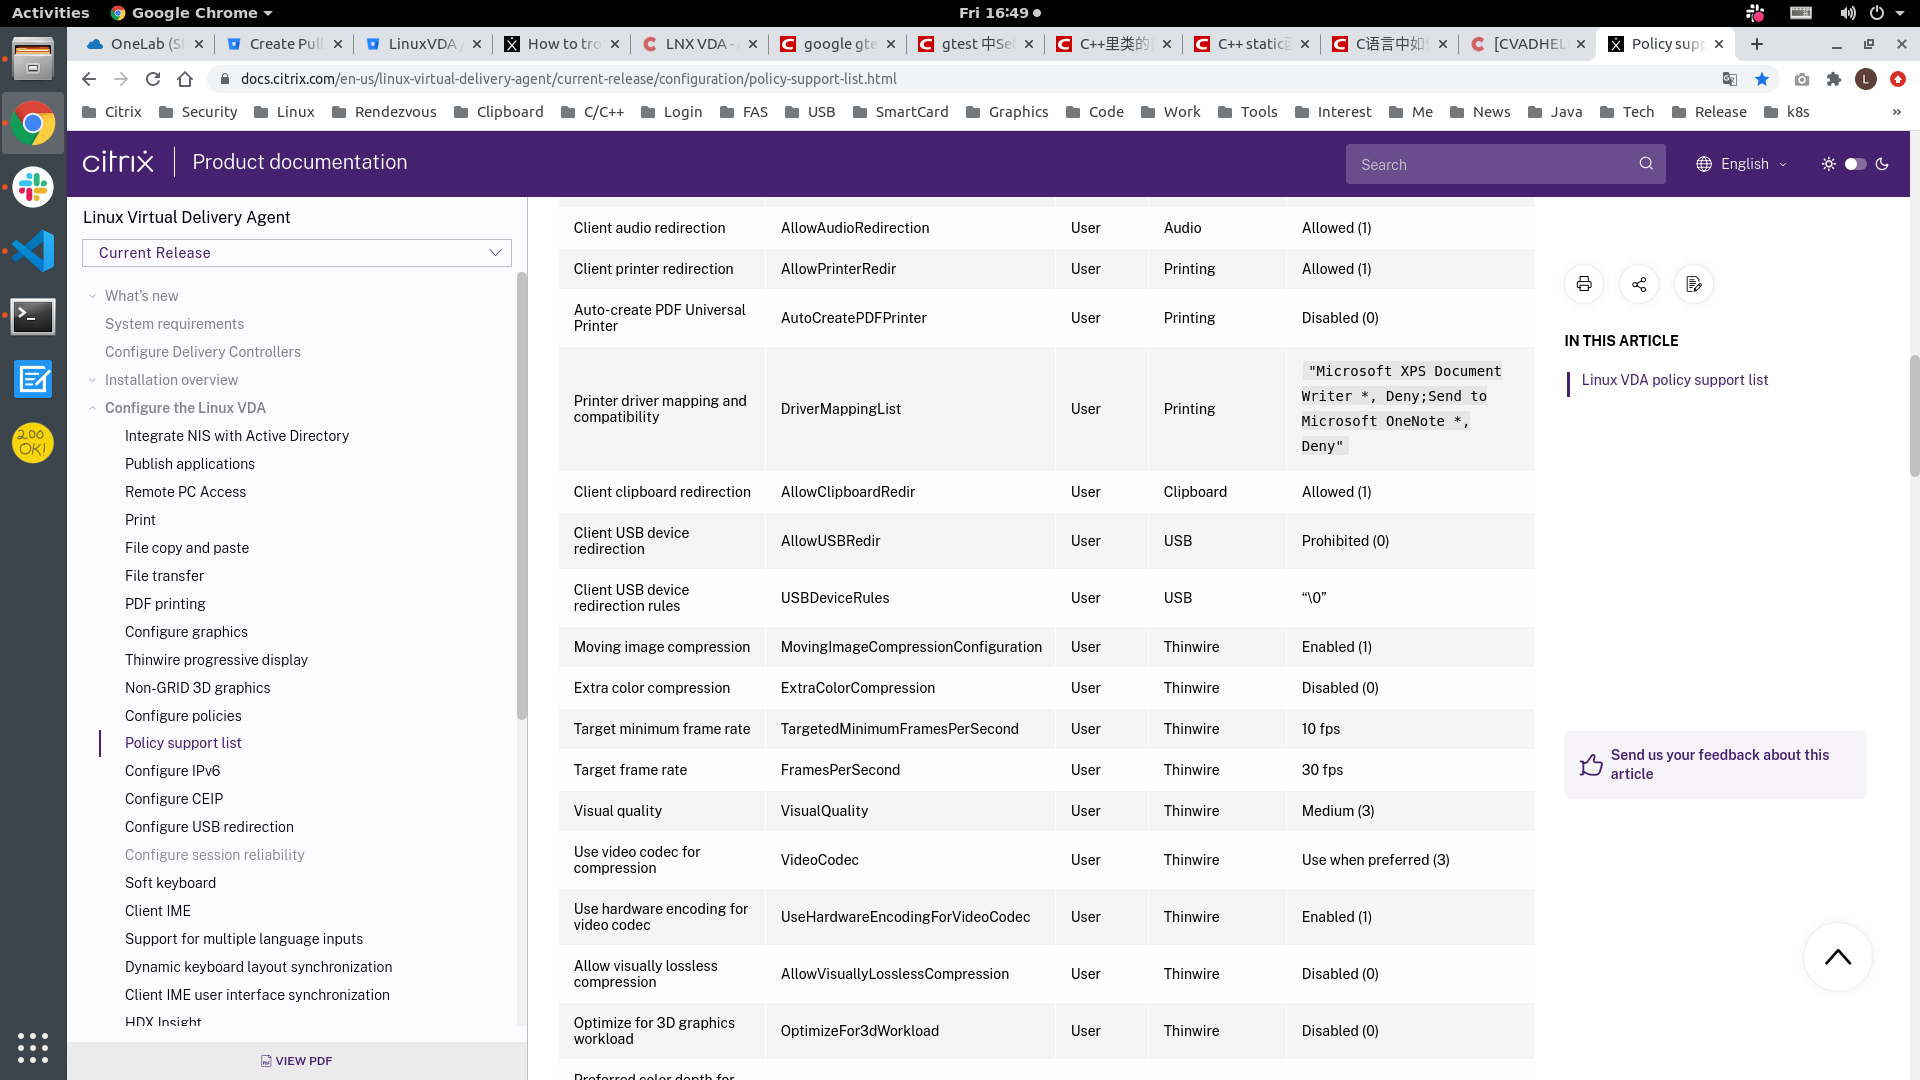 Activities Google Chrome Fri 16:49
OneLab (S Create Pull LinuxVDA / How to tro LNX VDA - google gte gtest 中Se C++里类的 C++ static C语言中如 [CVADHEL Policy supp
docs.citrix.com/en-us/linux-virtual-delivery-agent/current-release/configuration/policy-support-list.html L
Citrix Security Linux Rendezvous Clipboard C/C++ Login FAS USB SmartCard Graphics Code Work Tools Interest Me News Java Tech Release k8s »
citrix Product documentation Search English
Linux Virtual Delivery Agent
Current Release
What's new
System requirements
Configure Delivery Controllers
Installation overview
Configure the Linux VDA
Integrate NIS with Active Directory
Publish applications
Remote PC Access
Print
File copy and paste
File transfer
PDF printing
Configure graphics
Thinwire progressive display
Non-GRID 3D graphics
Configure policies
Policy support list
Configure IPv6
Configure CEIP
Configure USB redirection
Configure session reliability
Soft keyboard
Client IME
Support for multiple language inputs
Dynamic keyboard layout synchronization
Client IME user interface synchronization
HDX Insight
VIEW PDF
200
OK!
Client audio redirection AllowAudioRedirection User Audio Allowed (1)
Client printer redirection AllowPrinterRedir User Printing Allowed (1)
Auto-create PDF Universal
Printer AutoCreatePDFPrinter User Printing Disabled (0)
Printer driver mapping and
compatibility DriverMappingList User Printing
"Microsoft XPS Document
Writer *, Deny;Send to
Microsoft OneNote *,
Deny"
Client clipboard redirection AllowClipboardRedir User Clipboard Allowed (1)
Client USB device
redirection AllowUSBRedir User USB Prohibited (0)
Client USB device
redirection rules USBDeviceRules User USB “\0”
Moving image compression MovingImageCompressionConfiguration User Thinwire Enabled (1)
Extra color compression ExtraColorCompression User Thinwire Disabled (0)
Target minimum frame rate TargetedMinimumFramesPerSecond User Thinwire 10 fps
Target frame rate FramesPerSecond User Thinwire 30 fps
Visual quality VisualQuality User Thinwire Medium (3)
Use video codec for
compression VideoCodec User Thinwire Use when preferred (3)
Use hardware encoding for
video codec UseHardwareEncodingForVideoCodec User Thinwire Enabled (1)
Allow visually lossless
compression AllowVisuallyLosslessCompression User Thinwire Disabled (0)
Optimize for 3D graphics
workload OptimizeFor3dWorkload User Thinwire Disabled (0)
Preferred color depth for
IN THIS ARTICLE
Linux VDA policy support list
Send us your feedback about this
article